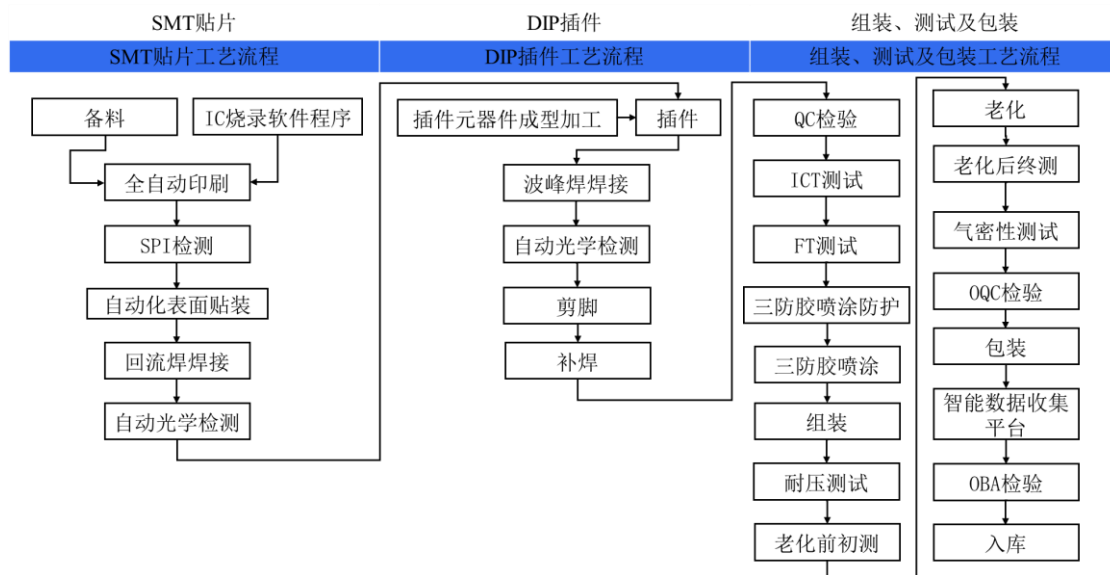 SMT贴片
DIP插件
组装、测试及包装
SMT贴片工艺流程
DIP插件工艺流程
组装、测试及包装工艺流程
备料
IC烧录软件程序
全自动印刷
SPI检测
自动化表面贴装
回流焊焊接
自动光学检测
插件元器件成型加工
插件
波峰焊焊接
自动光学检测
剪脚
补焊
QC检验
ICT测试
FT测试
三防胶喷涂防护
三防胶喷涂
组装
耐压测试
老化前初测
老化
老化后终测
气密性测试
OQC检验
包装
智能数据收集
平台
OBA检验
入库